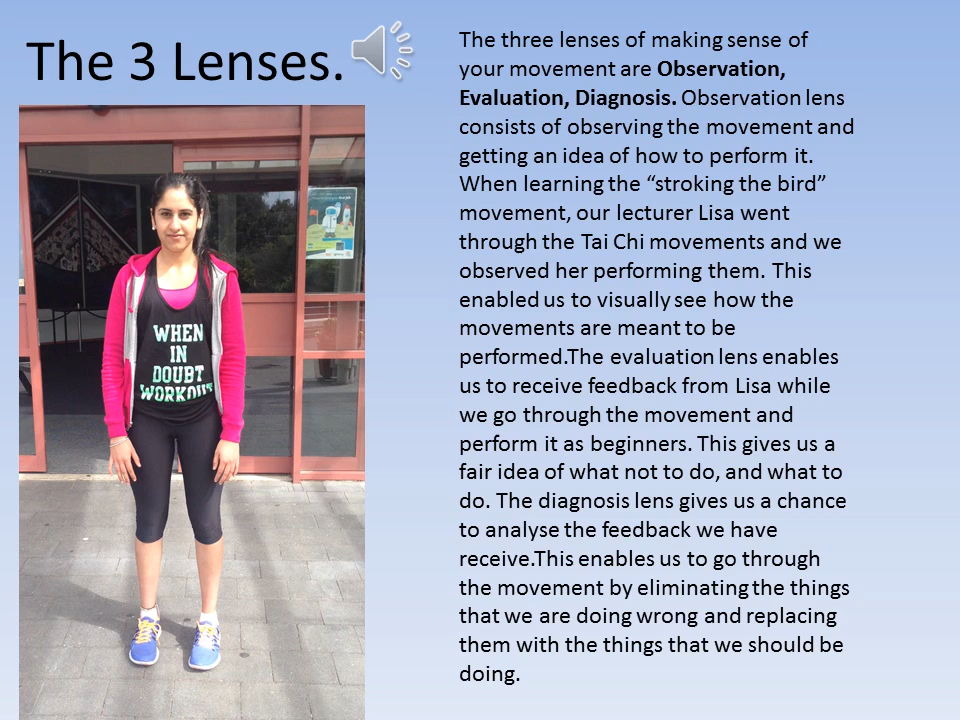 The 3 Lenses.
WHEN
IN
DOUBT
WORKOUT
The three lenses of making sense of
your movement are Observation,
Evaluation, Diagnosis. Observation lens
consists of observing the movement and
getting an idea of how to perform it.
When learning the “stroking the bird”
movement, our lecturer Lisa went
through the Tai Chi movements and we
observed her performing them. This
enabled us to visually see how the
movements are meant to be
performed.The evaluation lens enables
us to receive feedback from Lisa while
we go through the movement and
perform it as beginners. This gives us a
fair idea of what not to do, and what to
do. The diagnosis lens gives us a chance
to analyse the feedback we have
receive.This enables us to go through
the movement by eliminating the things
that we are doing wrong and replacing
them with the things that we should be
doing.